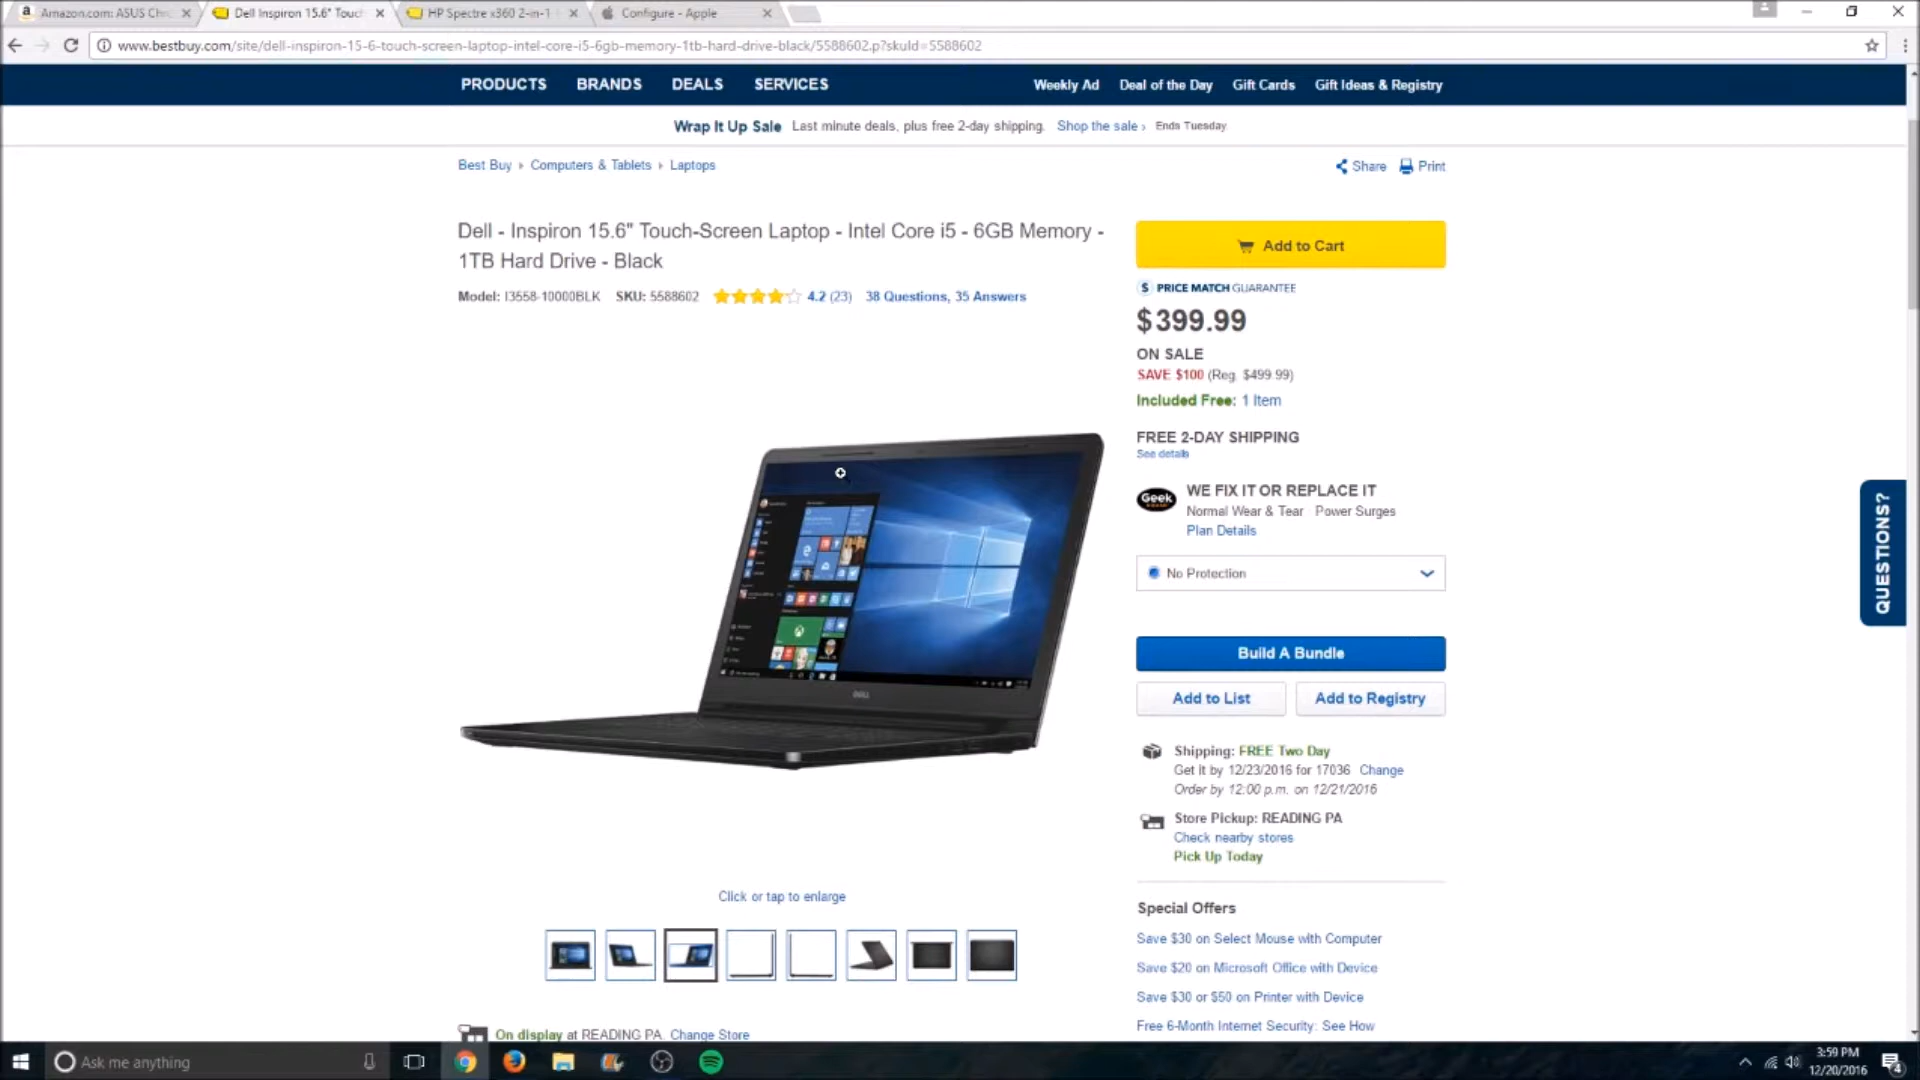 Amazon.com: ASUS Chr
Dell Inspiron 15.6" Touch
HP Spectre x360 2-in-1
Configure - Apple
www.bestbuy.com/site/dell-inspiron-15-6-touch-screen-laptop-intel-core-i5-6gb-memory-1tb-hard-drive-black/5588602.p?skuId=5588602
PRODUCTS BRANDS DEALS SERVICES Weekly Ad Deal of the Day Gift Cards Gift Ideas & Registry
Wrap It Up Sale Last minute deals, plus free 2-day shipping. Shop the sale › Ends Tuesday.
Best Buy Computers & Tablets Laptops
Share Print
Dell - Inspiron 15.6" Touch-Screen Laptop - Intel Core i5 - 6GB Memory -
1TB Hard Drive - Black
Model: I3558-10000BLK SKU: 5588602 4.2 (23) 38 Questions, 35 Answers
Add to Cart
$ PRICE MATCH GUARANTEE
$399.99
ON SALE
SAVE $100 (Reg. $499.99)
Included Free: 1 Item
FREE 2-DAY SHIPPING
See details
Geek
WE FIX IT OR REPLACE IT
Normal Wear & Tear Power Surges
Plan Details
No Protection
QUESTIONS?
Build A Bundle
Add to List Add to Registry
DELL
Shipping: FREE Two Day
Get it by 12/23/2016 for 17036 Change
Order by 12:00 p.m. on 12/21/2016
Store Pickup: READING PA
Check nearby stores
Pick Up Today
Click or tap to enlarge
Special Offers
Save $30 on Select Mouse with Computer
Save $20 on Microsoft Office with Device
Save $30 or $50 on Printer with Device
Free 6-Month Internet Security: See How
On display at READING PA. Change Store
Ask me anything
3:59 PM
12/20/2016
4